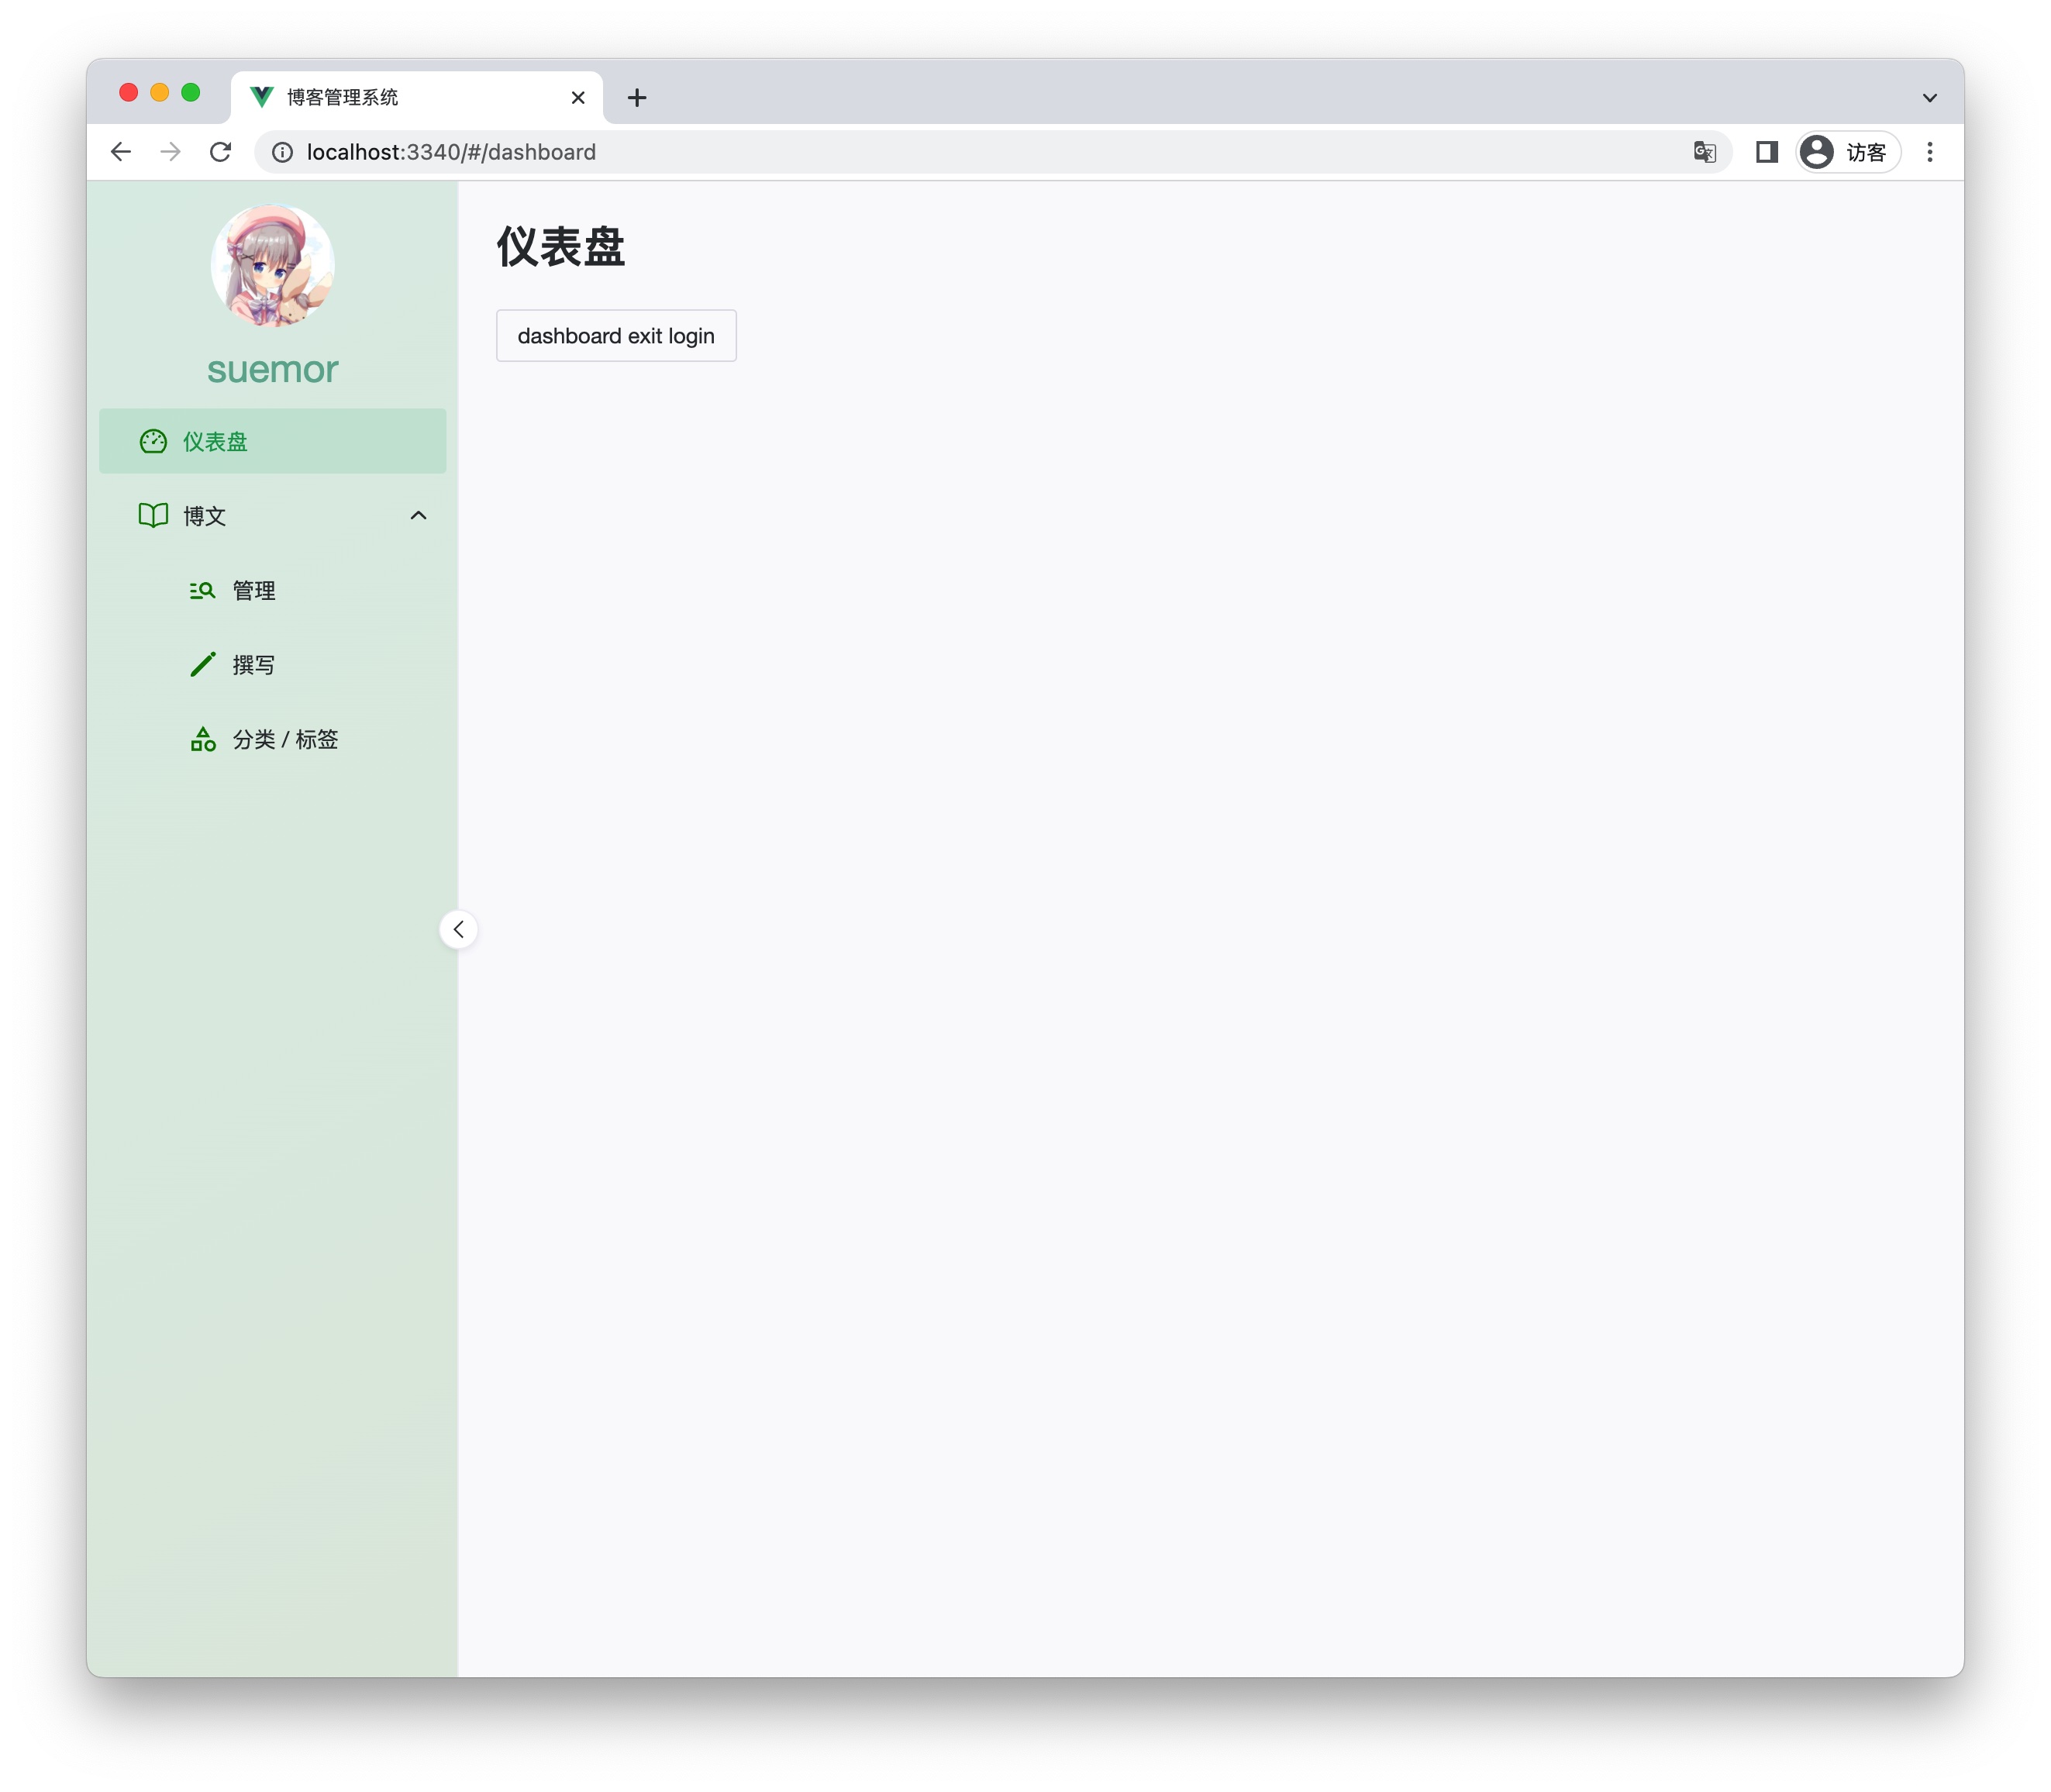 博客管理系统
localhost:3340/#/dashboard
访客
suemor
仪表盘
博文
管理
撰写
分类 / 标签
仪表盘
dashboard exit login